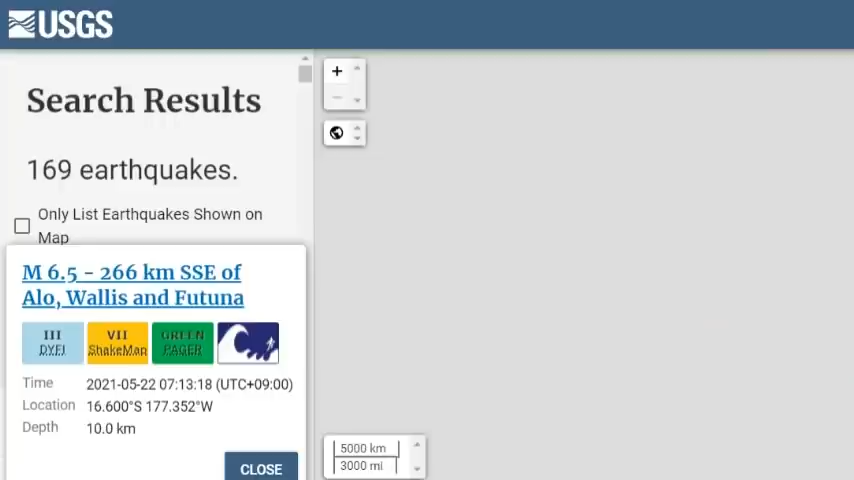 USGS
Search Results
169 earthquakes.
Only List Earthquakes Shown on
Map
M 6.5 - 266 km SSE of
Alo, Wallis and Futuna
III
DYFI
VII
ShakeMap
GREEN
PAGER
Time 2021-05-22 07:13:18 (UTC+09:00)
Location 16.600°S 177.352°W
Depth 10.0 km
CLOSE
+
−
5000 km
3000 mi